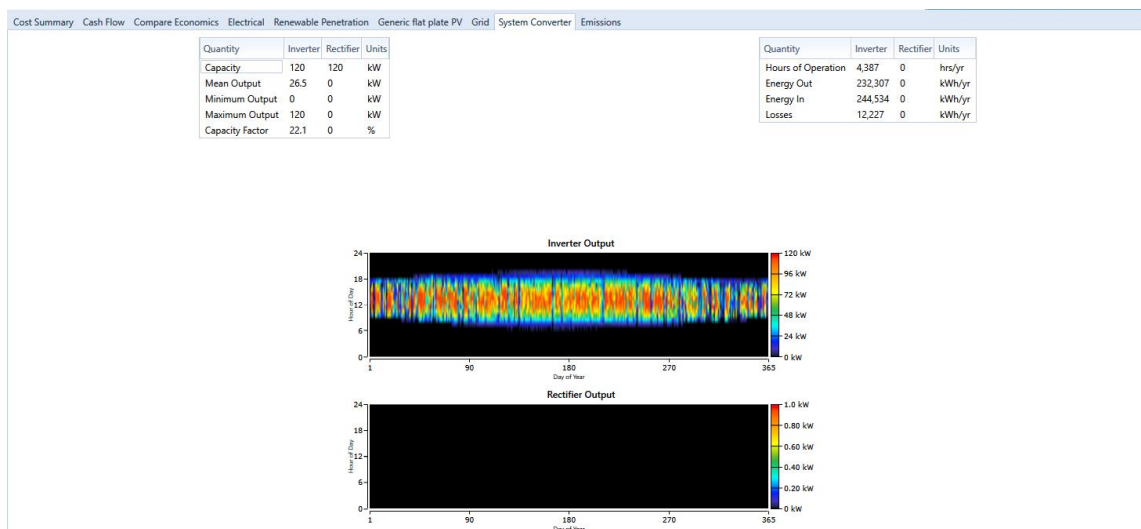 Cost Summary Cash Flow Compare Economics Electrical Renewable Penetration Generic flat plate PV Grid System Converter Emissions
Quantity Inverter Rectifier Units
Capacity 120 120 kW
Mean Output 26.5 0 kW
Minimum Output 0 0 kW
Maximum Output 120 0 kW
Capacity Factor 22.1 0 %
Quantity Inverter Rectifier Units
Hours of Operation 4,387 0 hrs/yr
Energy Out 232,307 0 kWh/yr
Energy In 244,534 0 kWh/yr
Losses 12,227 0 kWh/yr
Inverter Output
24 120 kW
18 96 kW
72 kW
12
48 kW
6 24 kW
0 0 kW
Hour of Day
1 90 180 270 365
Day of Year
Rectifier Output
24 1.0 kW
18 0.80 kW
0.60 kW
12
0.40 kW
6 0.20 kW
0 0 kW
Hour of Day
1 90 180 270 365
Day of Year